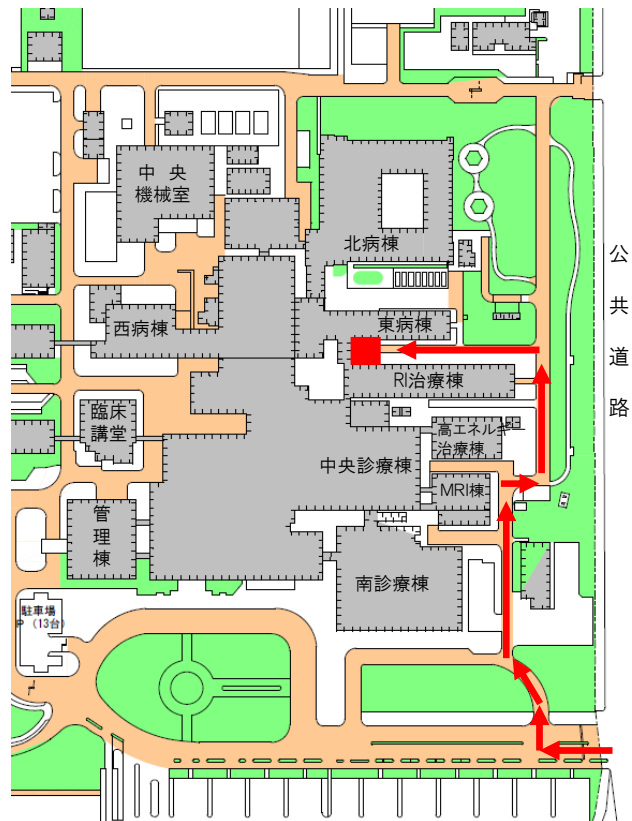 中 央
機械室
北病棟
公共道路
西病棟
東病棟
RI治療棟
臨床
講堂
高エネルギ
治療棟
中央診療棟
MRI棟
管理棟
南診療棟
駐車場
P (13台)